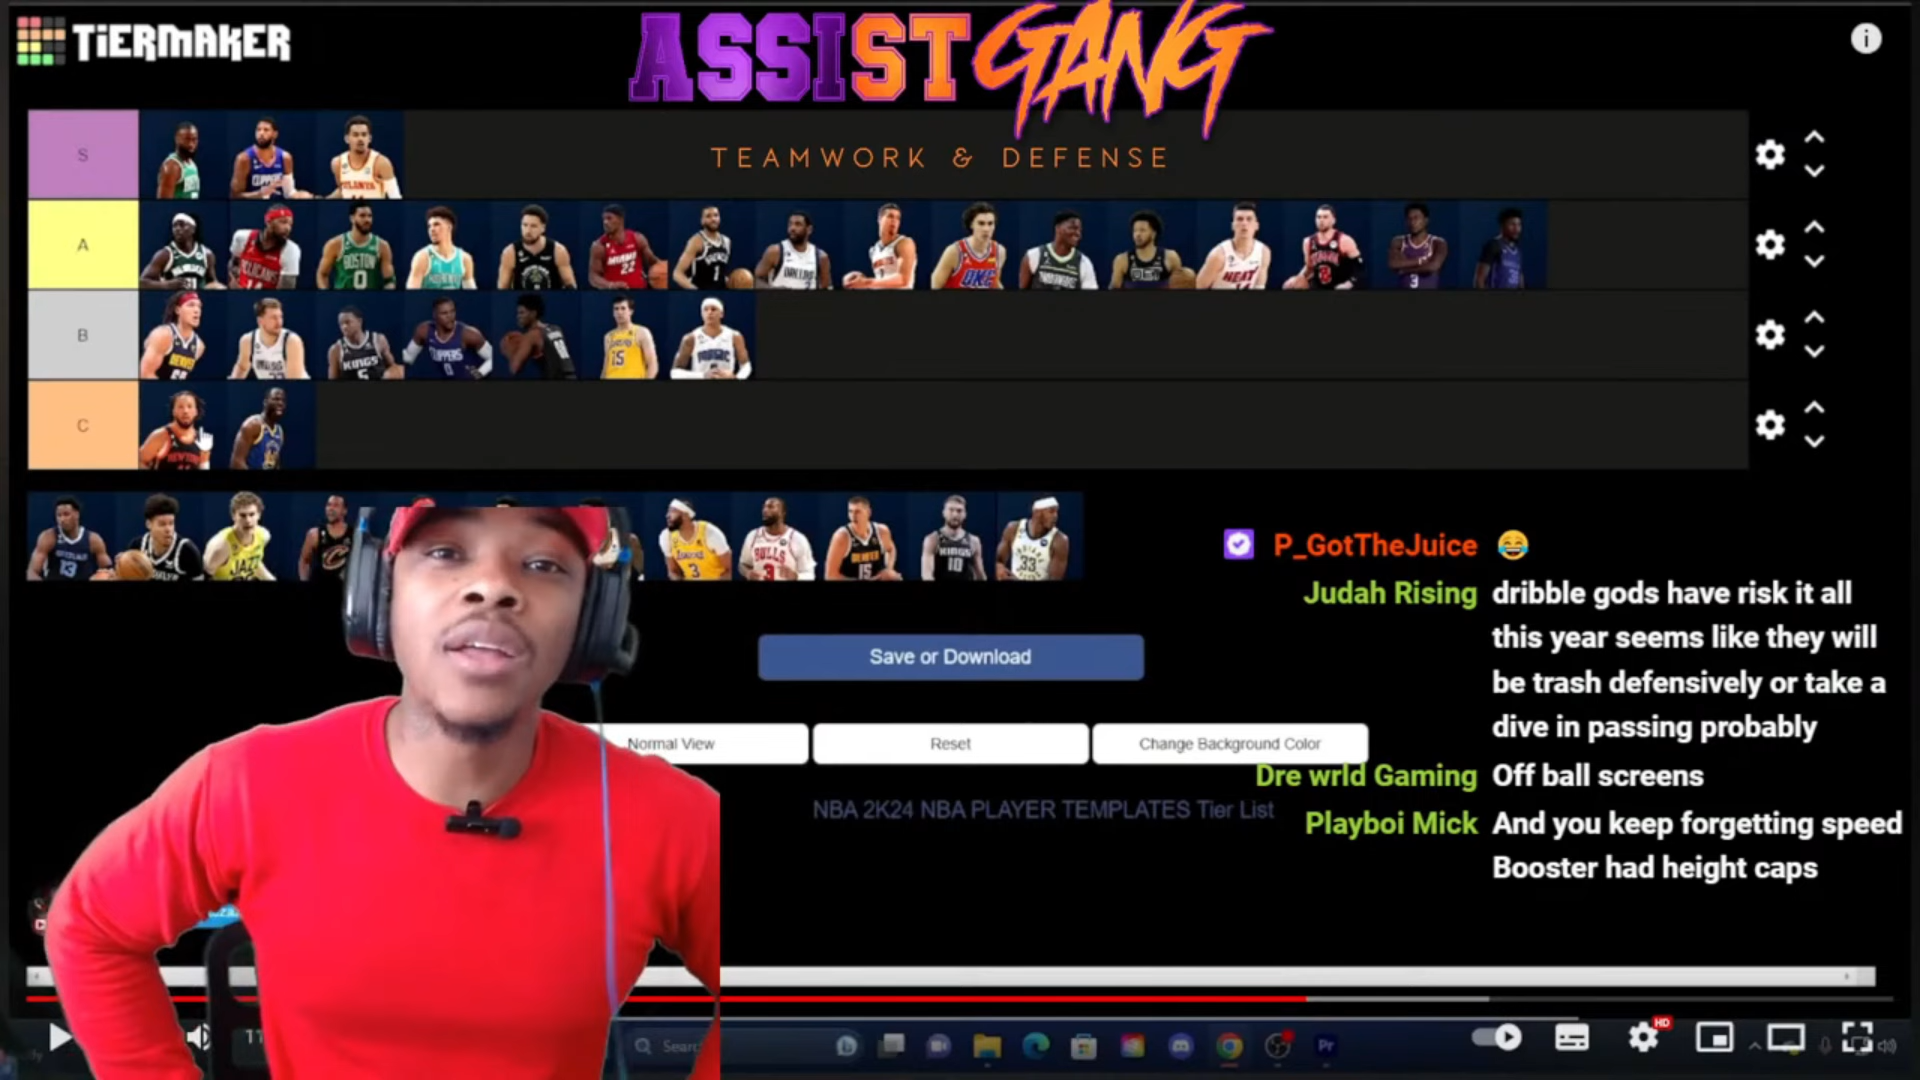 TiERMAKER
ASSIST GANG
TEAMWORK & DEFENSE
S
A
B
C
P_GotTheJuice 😂
Judah Rising dribble gods have risk it all
this year seems like they will
be trash defensively or take a
dive in passing probably
Save or Download
Normal View
Reset
Change Background Color
Dre wrld Gaming Off ball screens
NBA 2K24 NBA PLAYER TEMPLATES Tier List
Playboi Mick And you keep forgetting speed
Booster had height caps
HD